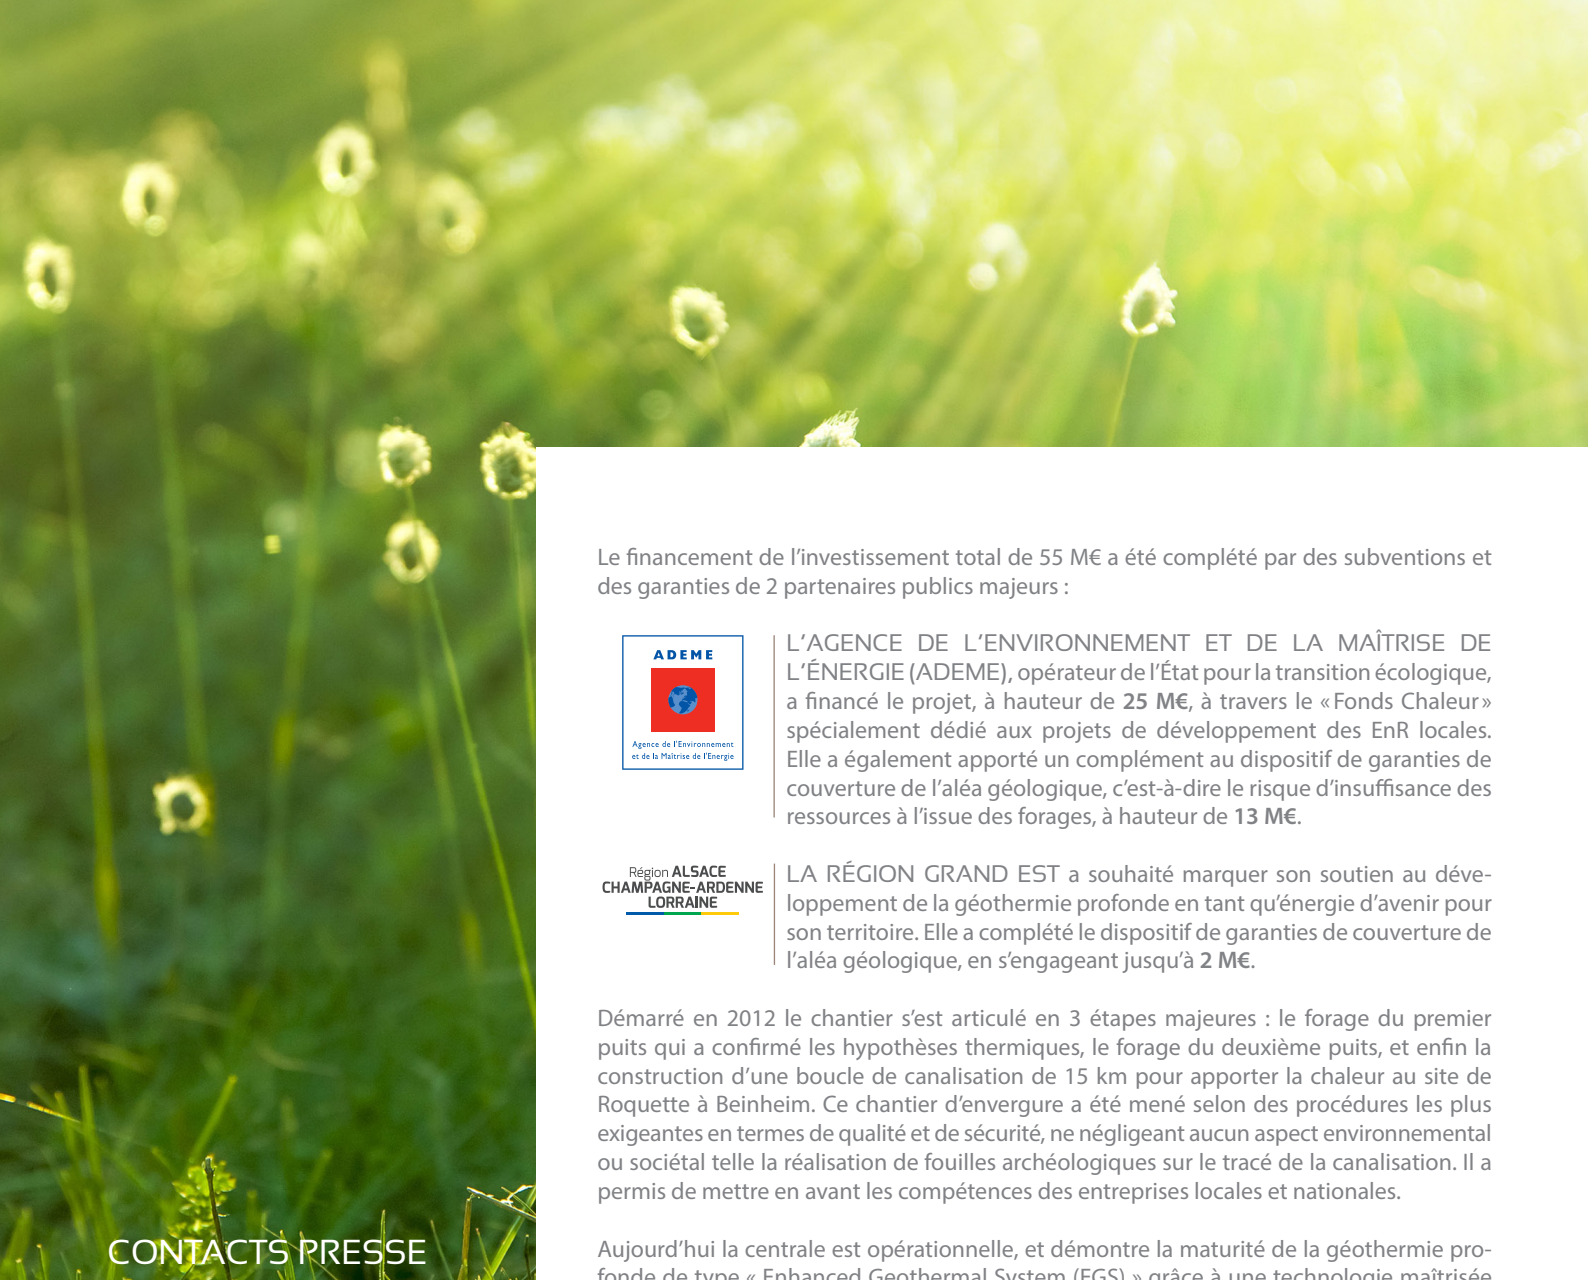 Le financement de l’investissement total de 55 M€ a été complété par des subventions et
des garanties de 2 partenaires publics majeurs :
ADEME
Agence de l'Environnement
et de la Maîtrise de l'Energie
L’AGENCE DE L’ENVIRONNEMENT ET DE LA MAÎTRISE DE
L’ÉNERGIE (ADEME), opérateur de l’État pour la transition écologique,
a financé le projet, à hauteur de 25 M€, à travers le « Fonds Chaleur »
spécialement dédié aux projets de développement des EnR locales.
Elle a également apporté un complément au dispositif de garanties de
couverture de l’aléa géologique, c’est-à-dire le risque d’insuffisance des
ressources à l’issue des forages, à hauteur de 13 M€.
Région ALSACE
CHAMPAGNE-ARDENNE
LORRAINE
LA RÉGION GRAND EST a souhaité marquer son soutien au déve-
loppement de la géothermie profonde en tant qu’énergie d’avenir pour
son territoire. Elle a complété le dispositif de garanties de couverture de
l’aléa géologique, en s’engageant jusqu’à 2 M€.
Démarré en 2012 le chantier s’est articulé en 3 étapes majeures : le forage du premier
puits qui a confirmé les hypothèses thermiques, le forage du deuxième puits, et enfin la
construction d’une boucle de canalisation de 15 km pour apporter la chaleur au site de
Roquette à Beinheim. Ce chantier d’envergure a été mené selon des procédures les plus
exigeantes en termes de qualité et de sécurité, ne négligeant aucun aspect environnemental
ou sociétal telle la réalisation de fouilles archéologiques sur le tracé de la canalisation. Il a
permis de mettre en avant les compétences des entreprises locales et nationales.
CONTACTS PRESSE
Aujourd’hui la centrale est opérationnelle, et démontre la maturité de la géothermie pro-
fonde de type « Enhanced Geothermal System (EGS) » grâce à une technologie maîtrisée